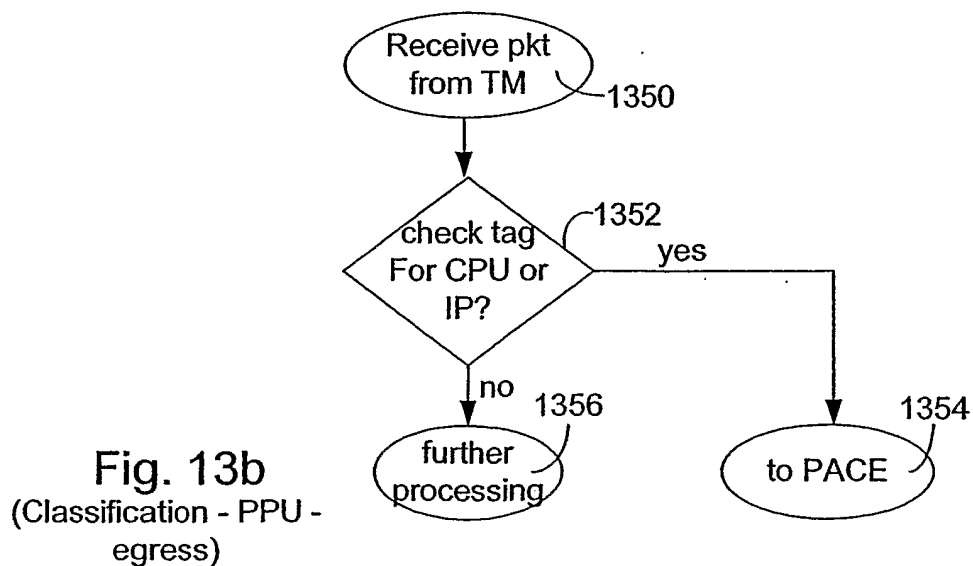 Receive pkt
from TM
1350
1352
check tag
For CPU or
IP?
yes
no
1356
1354
further
processing
to PACE
Fig. 13b
(Classification - PPU -
egress)